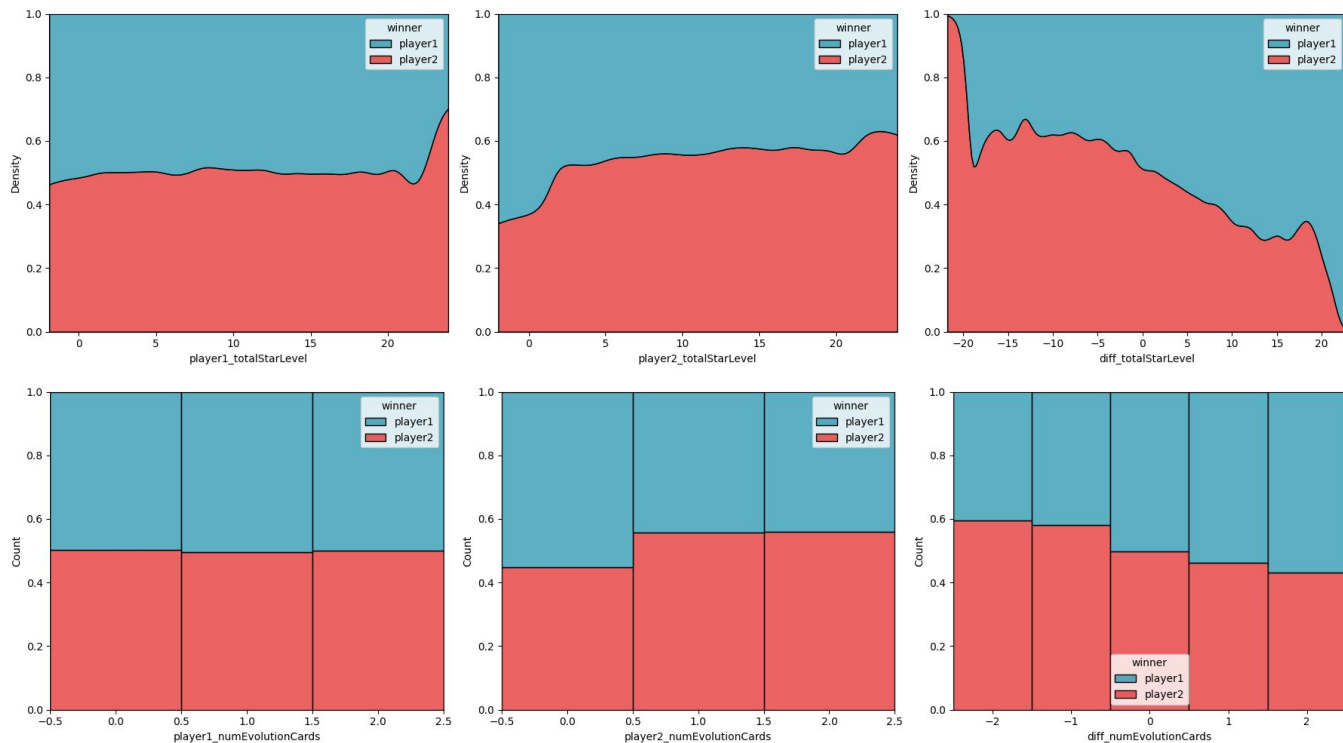 winner
player1
player2
Density
1.0
0.8
0.6
0.4
0.2
0.0
0 5 10 15 20
player1_totalStarLevel
winner
player1
player2
Density
1.0
0.8
0.6
0.4
0.2
0.0
0 5 10 15 20
player2_totalStarLevel
winner
player1
player2
Density
1.0
0.8
0.6
0.4
0.2
0.0
−20 −15 −10 −5 0 5 10 15 20
diff_totalStarLevel
winner
player1
player2
Count
1.0
0.8
0.6
0.4
0.2
0.0
−0.5 0.0 0.5 1.0 1.5 2.0 2.5
player1_numEvolutionCards
winner
player1
player2
Count
1.0
0.8
0.6
0.4
0.2
0.0
−0.5 0.0 0.5 1.0 1.5 2.0 2.5
player2_numEvolutionCards
winner
player1
player2
Count
1.0
0.8
0.6
0.4
0.2
0.0
−2 −1 0 1 2
diff_numEvolutionCards